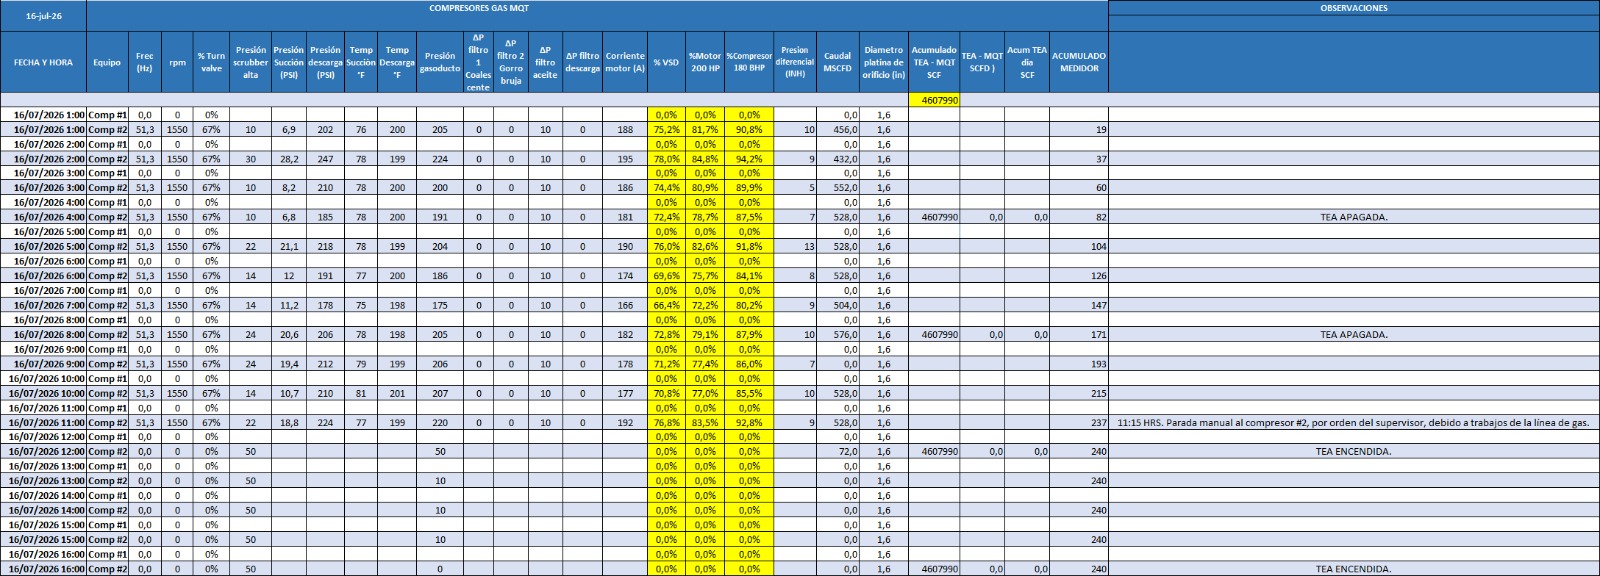 16-jul-26 COMPRESORES GAS MQT OBSERVACIONES
FECHA Y HORA Equipo Frec (Hz) rpm % Turn valve Presión scrubber alta Presión Succión (PSI) Presión descarga (PSI) Temp Succión °F Temp Descarga °F Presión gasoducto ΔP filtro 1 Coales cente ΔP filtro 2 Gorro bruja ΔP filtro aceite ΔP filtro descarga Corriente motor (A) % VSD %Motor 200 HP %Compresor 180 BHP Presion diferencial (INH) Caudal MSCFD Diametro platina de orificio (in) Acumulado TEA - MQT SCF TEA - MQT SCFD ) Acum TEA dia SCF ACUMULADO MEDIDOR
4607990
16/07/2026 1:00 Comp #1 0,0 0 0% 0,0% 0,0% 0,0% 0,0 1,6
16/07/2026 1:00 Comp #2 51,3 1550 67% 10 6,9 202 76 200 205 0 0 10 0 188 75,2% 81,7% 90,8% 10 456,0 1,6 19
16/07/2026 2:00 Comp #1 0,0 0 0% 0,0% 0,0% 0,0% 0,0 1,6
16/07/2026 2:00 Comp #2 51,3 1550 67% 30 28,2 247 78 199 224 0 0 10 0 195 78,0% 84,8% 94,2% 9 432,0 1,6 37
16/07/2026 3:00 Comp #1 0,0 0 0% 0,0% 0,0% 0,0% 0,0 1,6
16/07/2026 3:00 Comp #2 51,3 1550 67% 10 8,2 210 78 200 200 0 0 10 0 186 74,4% 80,9% 89,9% 5 552,0 1,6 60
16/07/2026 4:00 Comp #1 0,0 0 0% 0,0% 0,0% 0,0% 0,0 1,6
16/07/2026 4:00 Comp #2 51,3 1550 67% 10 6,8 185 78 200 191 0 0 10 0 181 72,4% 78,7% 87,5% 7 528,0 1,6 4607990 0,0 0,0 82 TEA APAGADA.
16/07/2026 5:00 Comp #1 0,0 0 0% 0,0% 0,0% 0,0% 0,0 1,6
16/07/2026 5:00 Comp #2 51,3 1550 67% 22 21,1 218 78 199 204 0 0 10 0 190 76,0% 82,6% 91,8% 13 528,0 1,6 104
16/07/2026 6:00 Comp #1 0,0 0 0% 0,0% 0,0% 0,0% 0,0 1,6
16/07/2026 6:00 Comp #2 51,3 1550 67% 14 12 191 77 200 186 0 0 10 0 174 69,6% 75,7% 84,1% 8 528,0 1,6 126
16/07/2026 7:00 Comp #1 0,0 0 0% 0,0% 0,0% 0,0% 0,0 1,6
16/07/2026 7:00 Comp #2 51,3 1550 67% 14 11,2 178 75 198 175 0 0 10 0 166 66,4% 72,2% 80,2% 9 504,0 1,6 147
16/07/2026 8:00 Comp #1 0,0 0 0% 0,0% 0,0% 0,0% 0,0 1,6
16/07/2026 8:00 Comp #2 51,3 1550 67% 24 20,6 206 78 198 205 0 0 10 0 182 72,8% 79,1% 87,9% 10 576,0 1,6 4607990 0,0 0,0 171 TEA APAGADA.
16/07/2026 9:00 Comp #1 0,0 0 0% 0,0% 0,0% 0,0% 0,0 1,6
16/07/2026 9:00 Comp #2 51,3 1550 67% 24 19,4 212 79 199 206 0 0 10 0 178 71,2% 77,4% 86,0% 7 528,0 1,6 193
16/07/2026 10:00 Comp #1 0,0 0 0% 0,0% 0,0% 0,0% 0,0 1,6
16/07/2026 10:00 Comp #2 51,3 1550 67% 14 10,7 210 81 201 207 0 0 10 0 177 70,8% 77,0% 85,5% 10 528,0 1,6 215
16/07/2026 11:00 Comp #1 0,0 0 0% 0,0% 0,0% 0,0% 0,0 1,6
16/07/2026 11:00 Comp #2 51,3 1550 67% 22 18,8 224 77 199 220 0 0 10 0 192 76,8% 83,5% 92,8% 9 528,0 1,6 237 11:15 HRS. Parada manual al compresor #2, por orden del supervisor, debido a trabajos de la línea de gas.
16/07/2026 12:00 Comp #1 0,0 0 0% 0,0% 0,0% 0,0% 0,0 1,6
16/07/2026 12:00 Comp #2 0,0 0 0% 50 50 0,0% 0,0% 0,0% 72,0 1,6 4607990 0,0 0,0 240 TEA ENCENDIDA.
16/07/2026 13:00 Comp #1 0,0 0 0% 0,0% 0,0% 0,0% 0,0 1,6
16/07/2026 13:00 Comp #2 0,0 0 0% 50 10 0,0% 0,0% 0,0% 0,0 1,6 240
16/07/2026 14:00 Comp #1 0,0 0 0% 0,0% 0,0% 0,0% 0,0 1,6
16/07/2026 14:00 Comp #2 0,0 0 0% 50 10 0,0% 0,0% 0,0% 0,0 1,6 240
16/07/2026 15:00 Comp #1 0,0 0 0% 0,0% 0,0% 0,0% 0,0 1,6
16/07/2026 15:00 Comp #2 0,0 0 0% 50 10 0,0% 0,0% 0,0% 0,0 1,6 240
16/07/2026 16:00 Comp #1 0,0 0 0% 0,0% 0,0% 0,0% 0,0 1,6
16/07/2026 16:00 Comp #2 0,0 0 0% 50 0 0,0% 0,0% 0,0% 0,0 1,6 4607990 0,0 0,0 240 TEA ENCENDIDA.